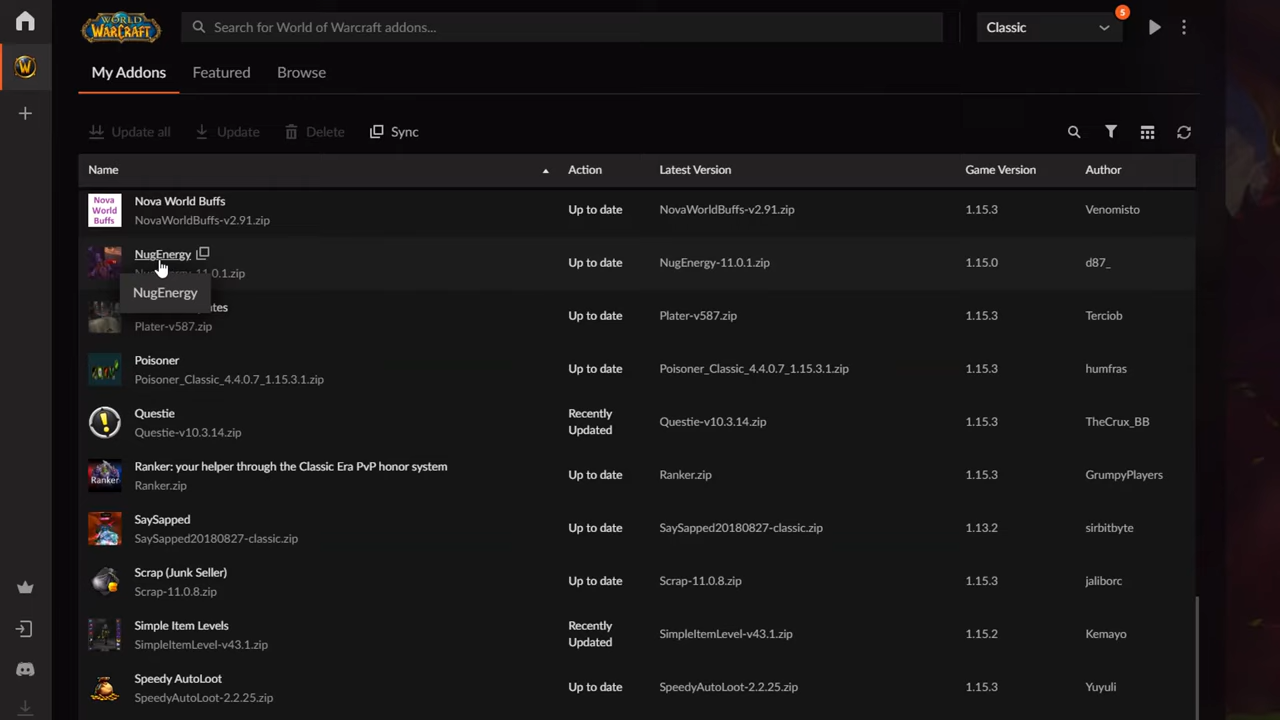 WORLD OF WARCRAFT
Search for World of Warcraft addons...
Classic
5
My Addons Featured Browse
Update all Update Delete Sync
Name Action Latest Version Game Version Author
Nova World Buffs
Nova World Buffs
NovaWorldBuffs-v2.91.zip
Up to date NovaWorldBuffs-v2.91.zip 1.15.3 Venomisto
NugEnergy
NugEnergy-11.0.1.zip
Up to date NugEnergy-11.0.1.zip 1.15.0 d87_
NugEnergy
Plater-v587.zip
Up to date Plater-v587.zip 1.15.3 Terciob
Poisoner
Poisoner_Classic_4.4.0.7_1.15.3.1.zip
Up to date Poisoner_Classic_4.4.0.7_1.15.3.1.zip 1.15.3 humfras
Questie
Questie-v10.3.14.zip
Recently Updated Questie-v10.3.14.zip 1.15.3 TheCrux_BB
Ranker
Ranker: your helper through the Classic Era PvP honor system
Ranker.zip
Up to date Ranker.zip 1.15.3 GrumpyPlayers
SaySapped
SaySapped20180827-classic.zip
Up to date SaySapped20180827-classic.zip 1.13.2 sirbitbyte
Scrap (Junk Seller)
Scrap-11.0.8.zip
Up to date Scrap-11.0.8.zip 1.15.3 jaliborc
Simple Item Levels
SimpleItemLevel-v43.1.zip
Recently Updated SimpleItemLevel-v43.1.zip 1.15.2 Kemayo
Speedy AutoLoot
SpeedyAutoLoot-2.2.25.zip
Up to date SpeedyAutoLoot-2.2.25.zip 1.15.3 Yuyuli